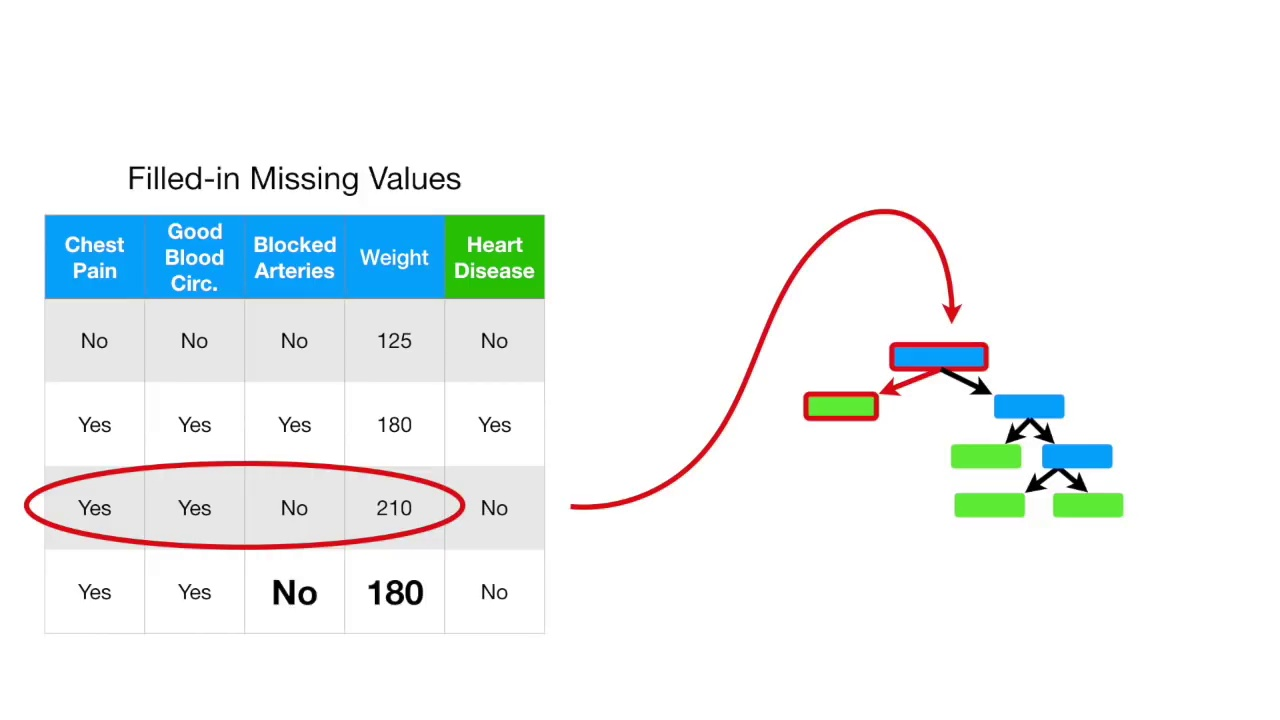 Filled-in Missing Values
Chest Pain Good Blood Circ. Blocked Arteries Weight Heart Disease
No No No 125 No
Yes Yes Yes 180 Yes
Yes Yes No 210 No
Yes Yes No 180 No